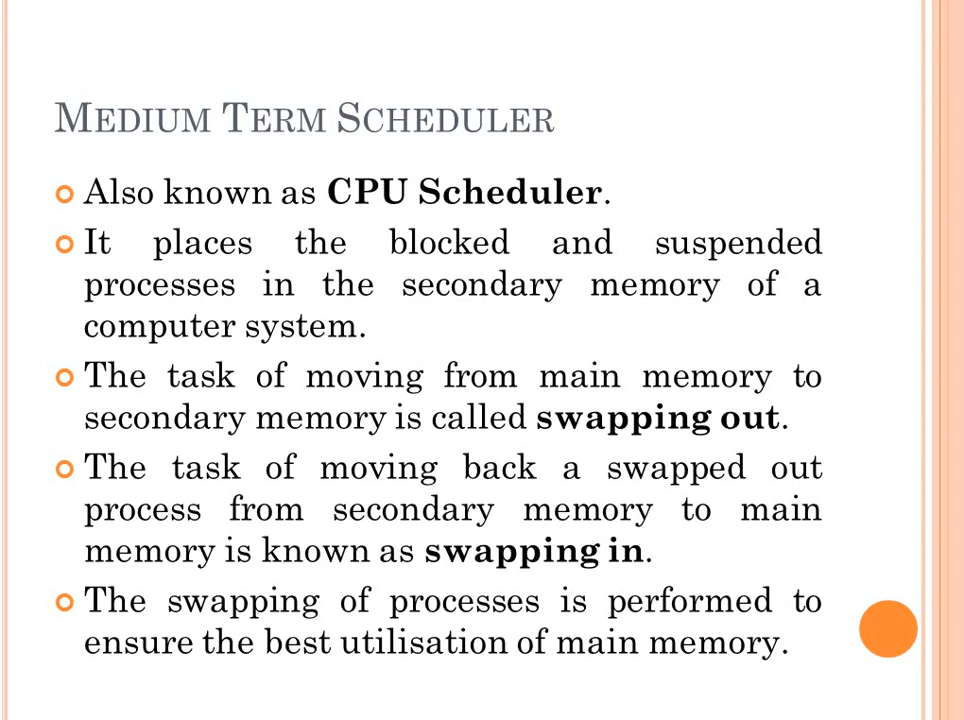 MEDIUM TERM SCHEDULER
Also known as CPU Scheduler.
It places the blocked and suspended
processes in the secondary memory of a
computer system.
The task of moving from main memory to
secondary memory is called swapping out.
The task of moving back a swapped out
process from secondary memory to main
memory is known as swapping in.
The swapping of processes is performed to
ensure the best utilisation of main memory.